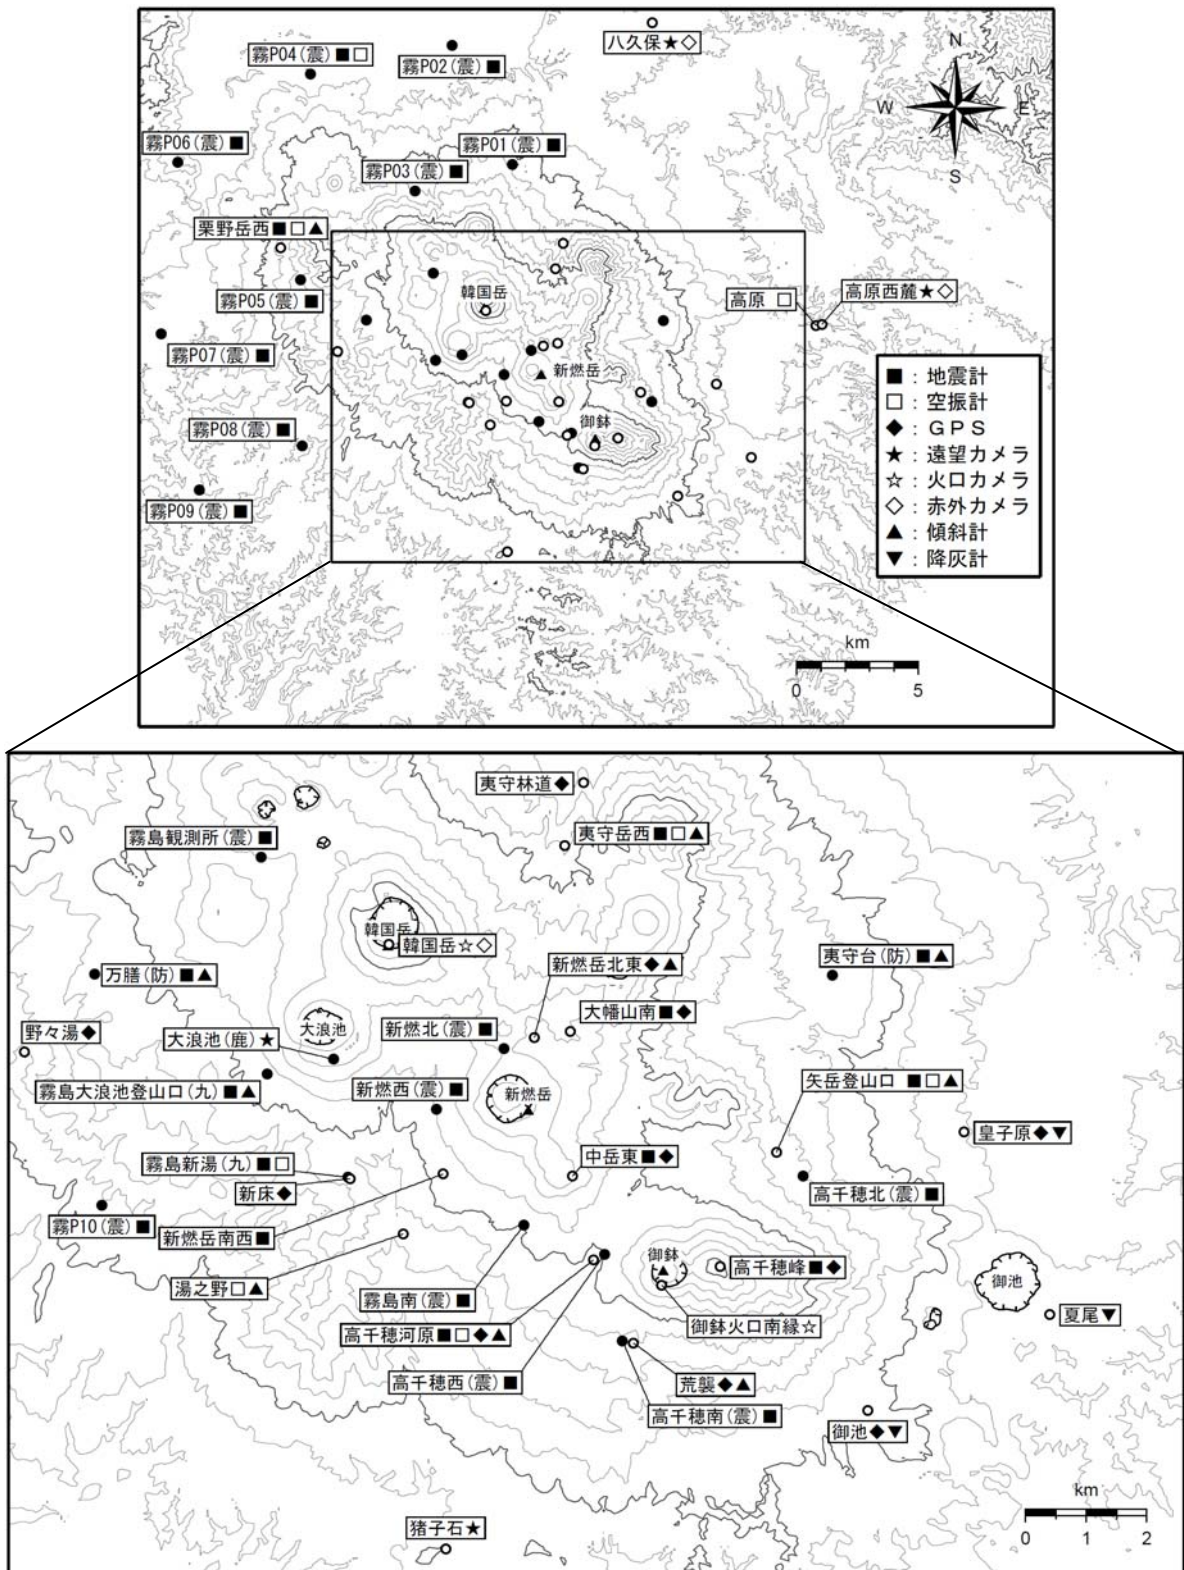 八久保★◇
霧P04(震)■□
霧P02(震)■
N
W
E
S
霧P06(震)■
霧P01(震)■
霧P03(震)■
栗野岳西■□▲
霧P05(震)■
韓国岳
高原 □
高原西麓★◇
霧P07(震)■
新燃岳
御鉢
霧P08(震)■
霧P09(震)■
■：地震計
□：空振計
◆：ＧＰＳ
★：遠望カメラ
☆：火口カメラ
◇：赤外カメラ
▲：傾斜計
▼：降灰計
km
0 5
夷守林道◆
霧島観測所(震)■
夷守岳西■□▲
韓国岳
韓国岳☆◇
新燃岳北東◆▲
夷守台(防)■▲
万膳(防)■▲
大幡山南■◆
野々湯◆
大浪池
大浪池(鹿)★
新燃北(震)■
霧島大浪池登山口(九)■▲
新燃西(震)■
新燃岳
矢岳登山口 ■□▲
皇子原◆▼
霧島新湯(九)■□
新床◆
中岳東■◆
高千穂北(震)■
霧P10(震)■
新燃岳南西■
湯之野□▲
御鉢
高千穂峰■◆
御池
霧島南(震)■
御鉢火口南縁☆
夏尾▼
高千穂河原■□◆▲
高千穂西(震)■
荒襲◆▲
高千穂南(震)■
御池◆▼
猪子石★
km
0 1 2